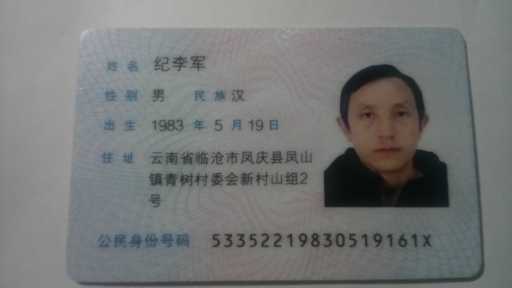 姓名 纪李军
性别 男 民族 汉
出生 1983 年 5 月 19 日
住址 云南省临沧市凤庆县凤山
镇青树村委会新村山组2
号
公民身份号码 53352219830519161X